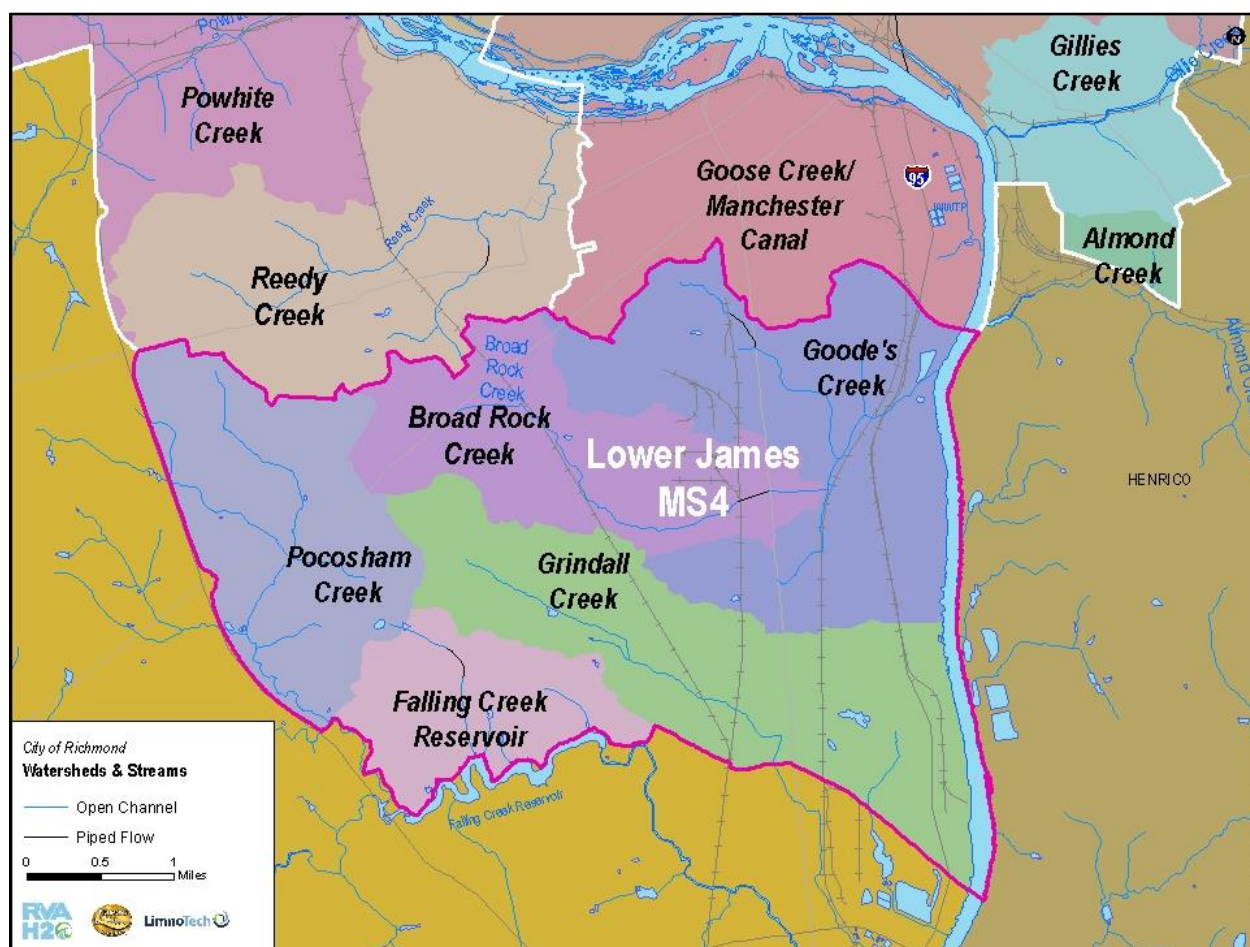 Powhite
Creek
Gillies
Creek
Goose Creek/
Manchester
Canal
95
WWTP
Almond
Creek
Reedy Creek
Reedy
Creek
Broad
Rock
Creek
Goode's
Creek
Broad Rock
Creek
Lower James
MS4
HENRICO
Pocosham
Creek
Grindall
Creek
Falling Creek
Reservoir
Falling Creek Reservoir
City of Richmond
Watersheds & Streams
Open Channel
Piped Flow
0 0.5 1
Miles
RVA
H2O
LimnoTech
N